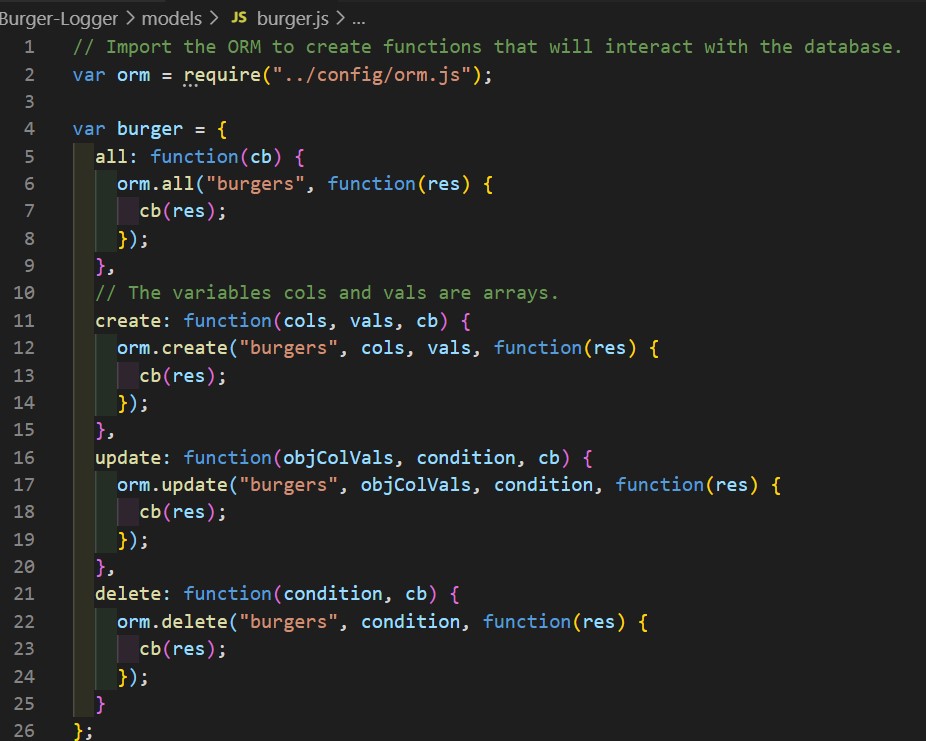 Burger-Logger > models > JS burger.js > ...
1 // Import the ORM to create functions that will interact with the database.
2 var orm = require("../config/orm.js");
3
4 var burger = {
5   all: function(cb) {
6     orm.all("burgers", function(res) {
7       cb(res);
8     });
9   },
10   // The variables cols and vals are arrays.
11   create: function(cols, vals, cb) {
12     orm.create("burgers", cols, vals, function(res) {
13       cb(res);
14     });
15   },
16   update: function(objColVals, condition, cb) {
17     orm.update("burgers", objColVals, condition, function(res) {
18       cb(res);
19     });
20   },
21   delete: function(condition, cb) {
22     orm.delete("burgers", condition, function(res) {
23       cb(res);
24     });
25   }
26 };